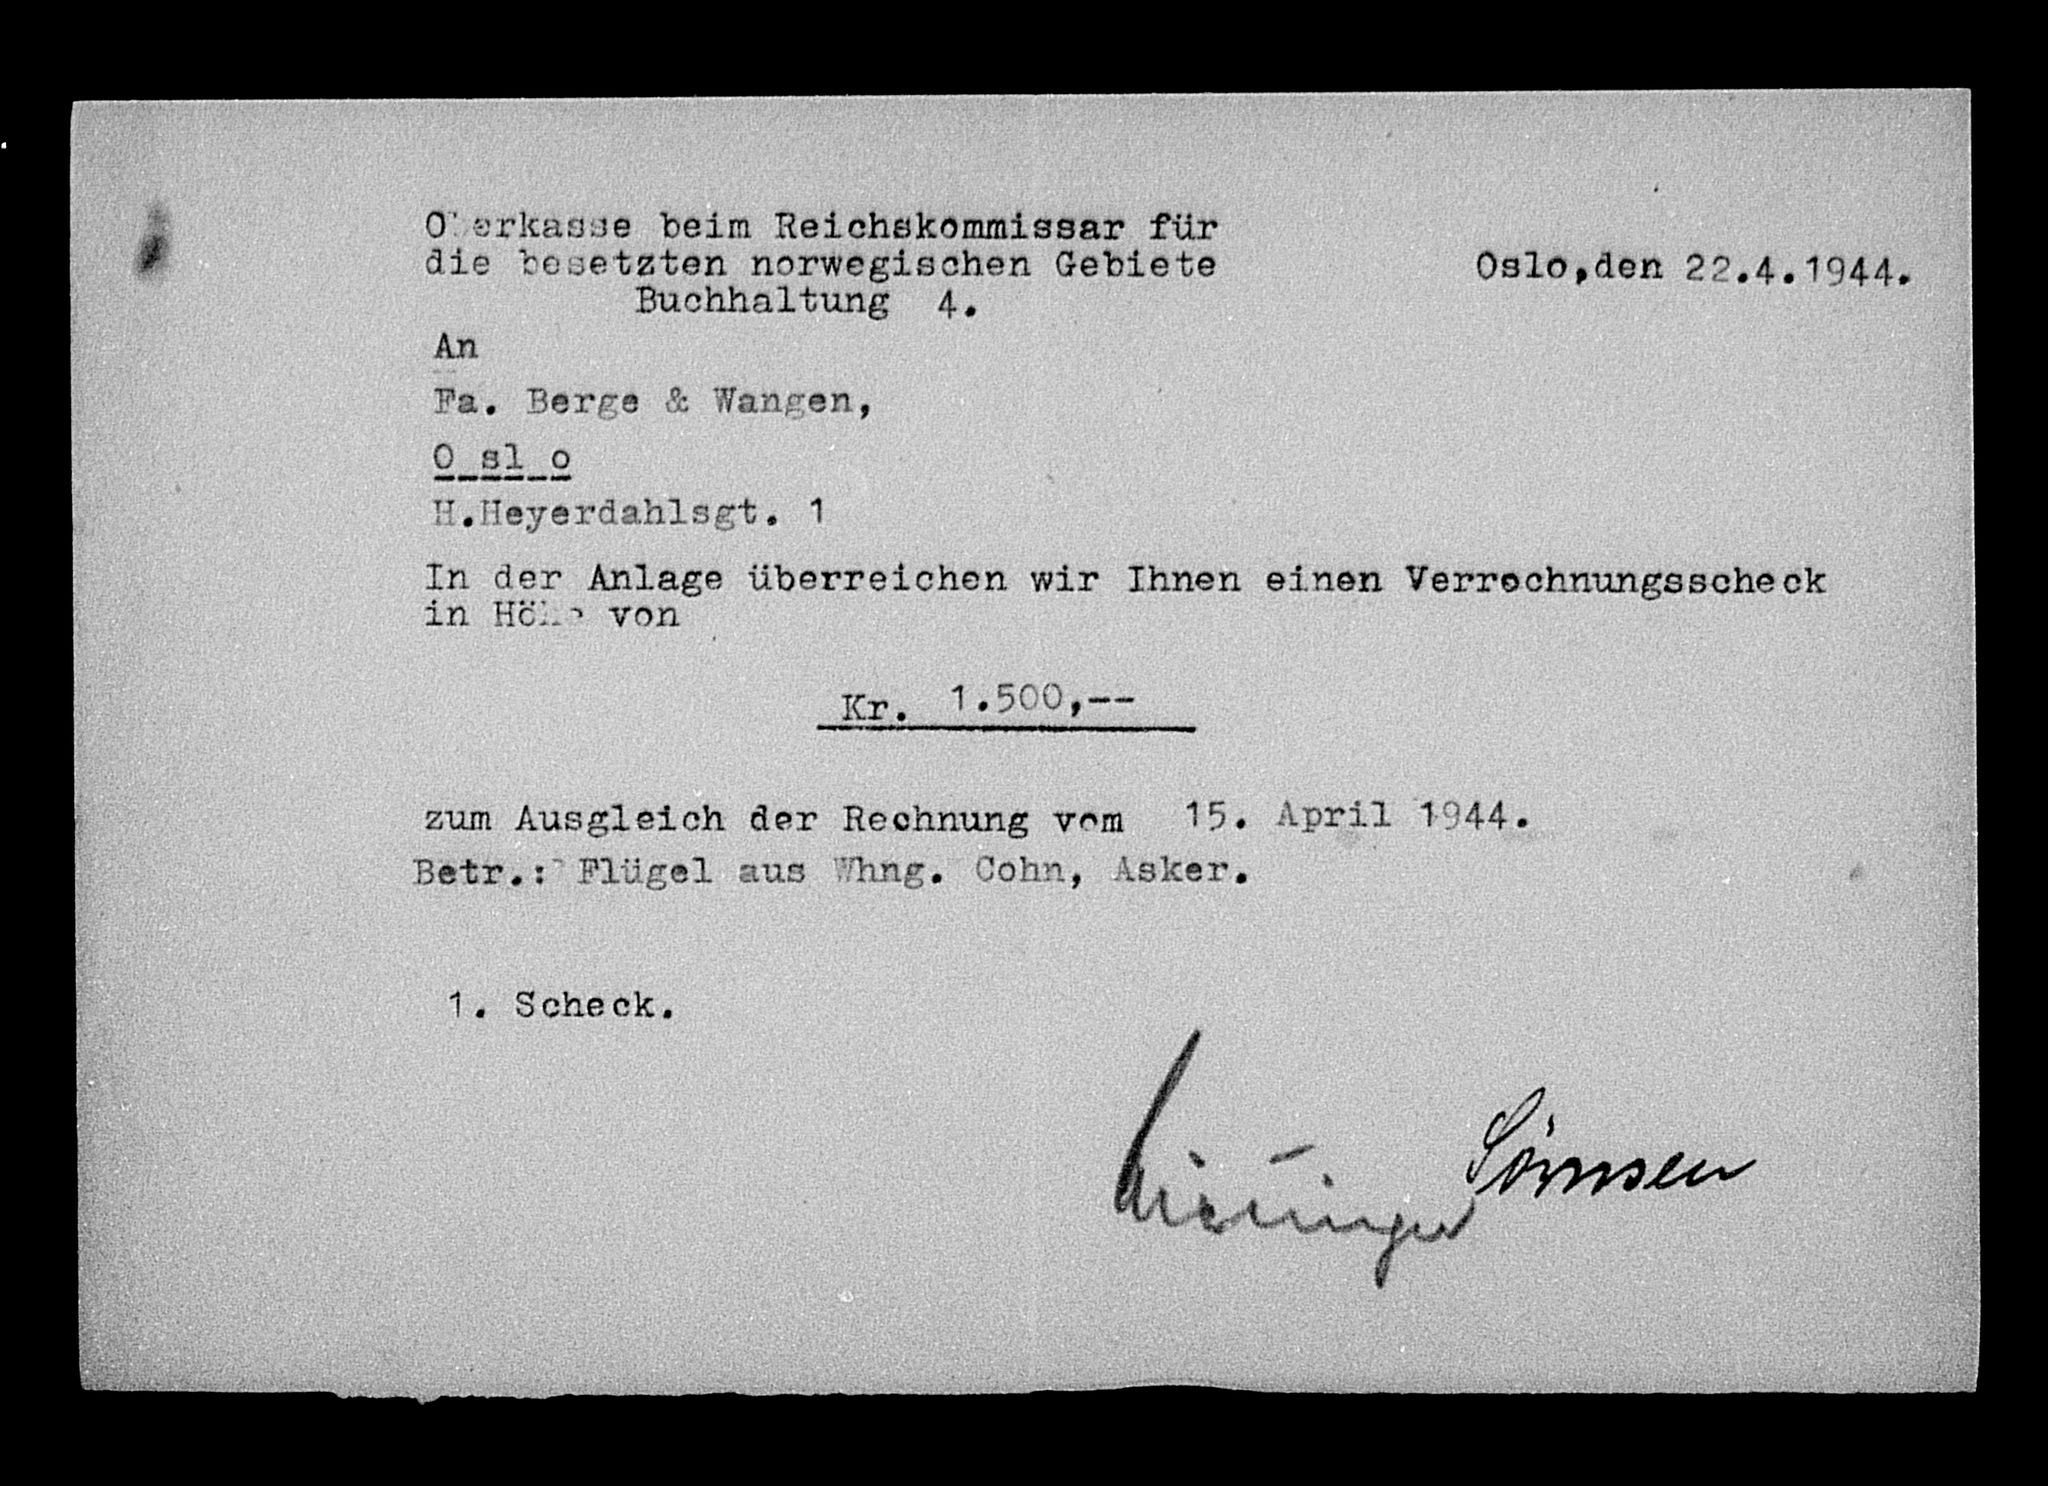 Oberkasse beim Reichskommissar für
die besetzten norwegischen Gebiete
Buchhaltung 4.
Oslo,den 22.4.1944.
An
Fa. Berge & Wangen,
O sl o
H.Heyerdahlsgt. 1
In der Anlage überreichen wir Ihnen einen Verrechnungsscheck
in Höhe von
Kr. 1.500,--
zum Ausgleich der Rechnung vom 15. April 1944.
Betr.: Flügel aus Whng. Cohn, Asker.
1. Scheck.
Sörnsen